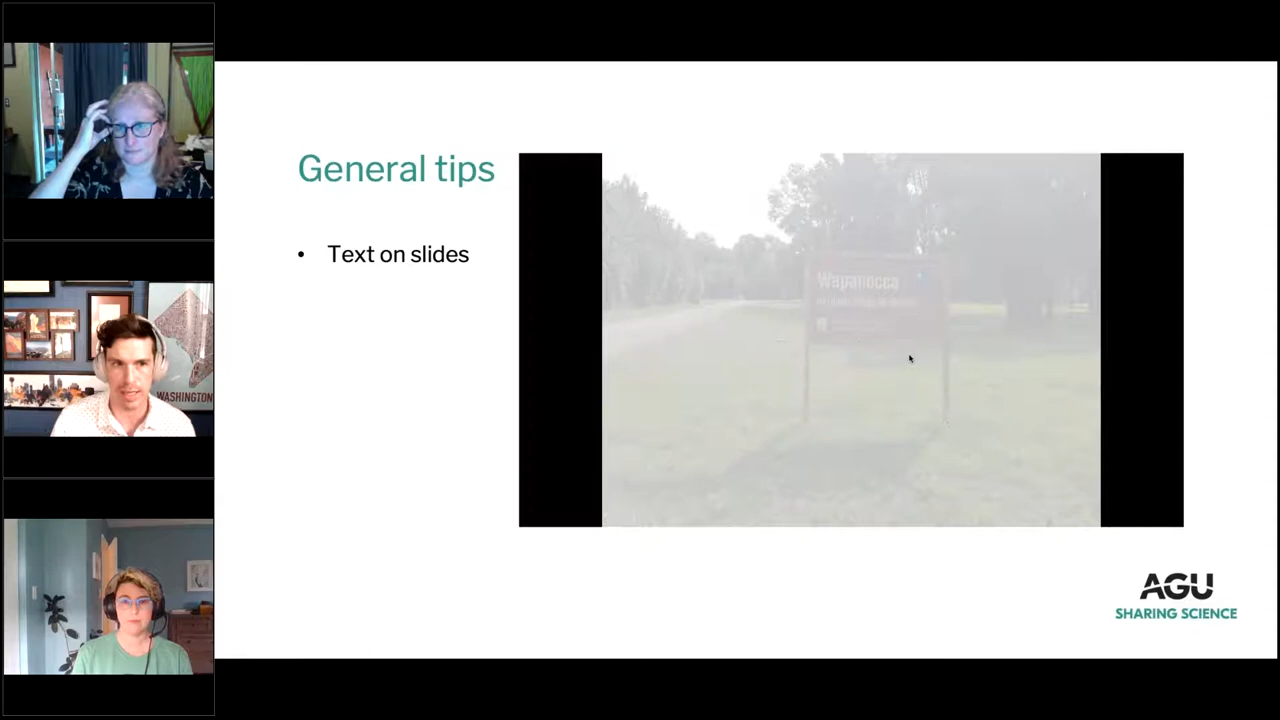 General tips
• Text on slides
Wapanocca
WASHINGTON
AGU
SHARING SCIENCE